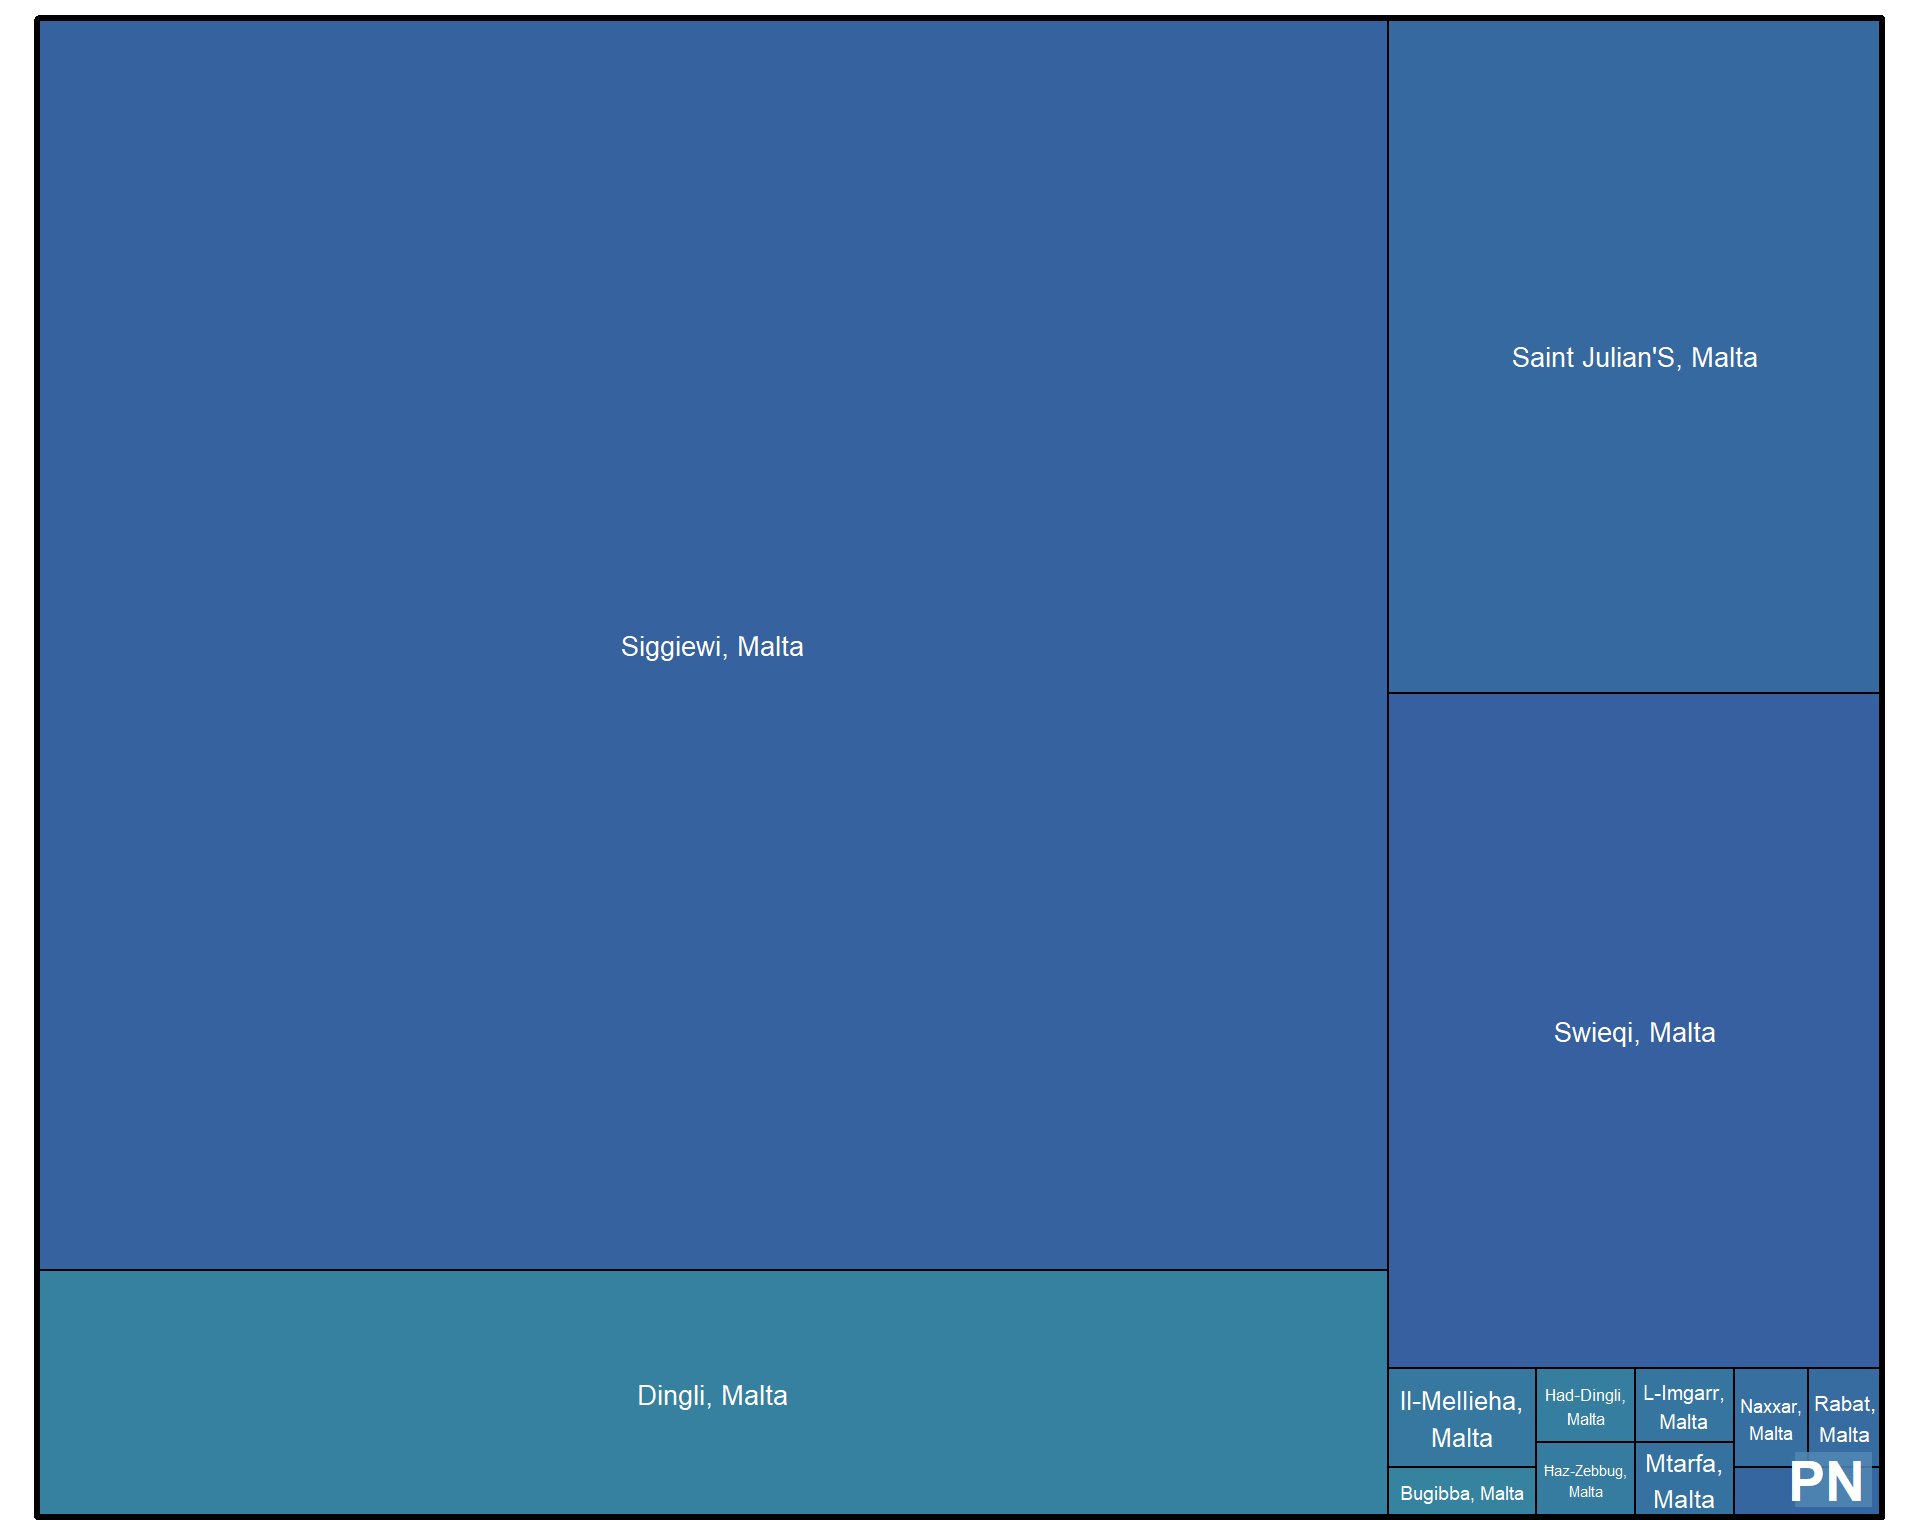 Siggiewi, Malta
Dingli, Malta
Saint Julian'S, Malta
Swieqi, Malta
Il-Mellieha,
Malta
Bugibba, Malta
Had-Dingli,
Malta
Ħaz-Zebbug,
Malta
L-Imgarr,
Malta
Mtarfa,
Malta
Naxxar,
Malta
Rabat,
Malta
PN